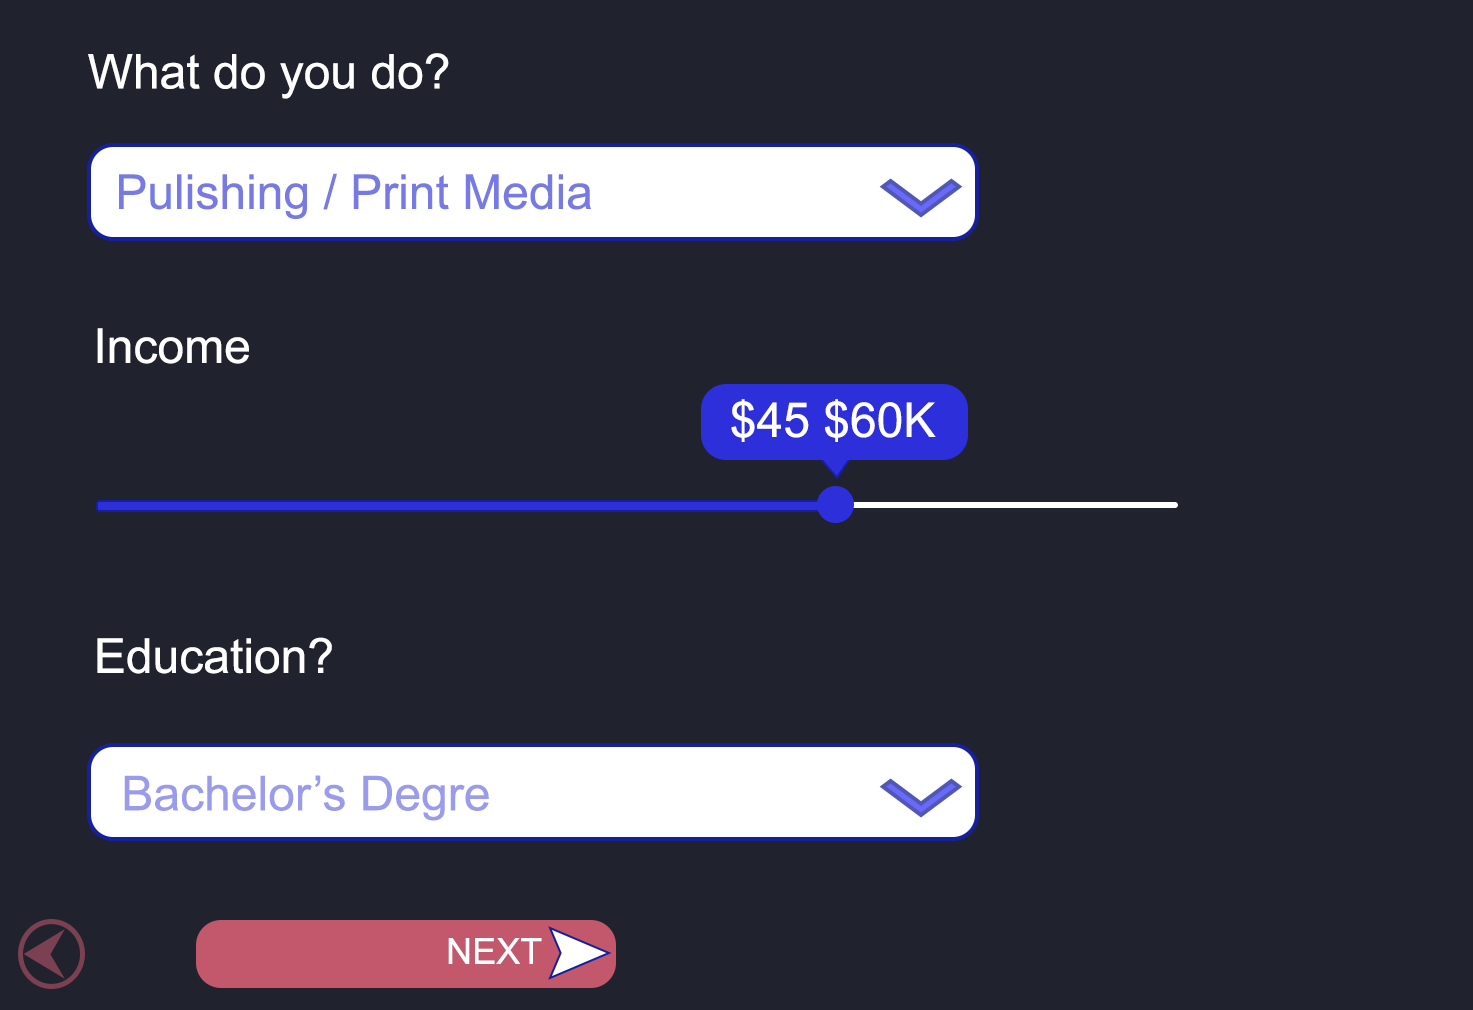 What do you do?
Pulishing / Print Media
Income
$45 $60K
Education?
Bachelor’s Degre
NEXT